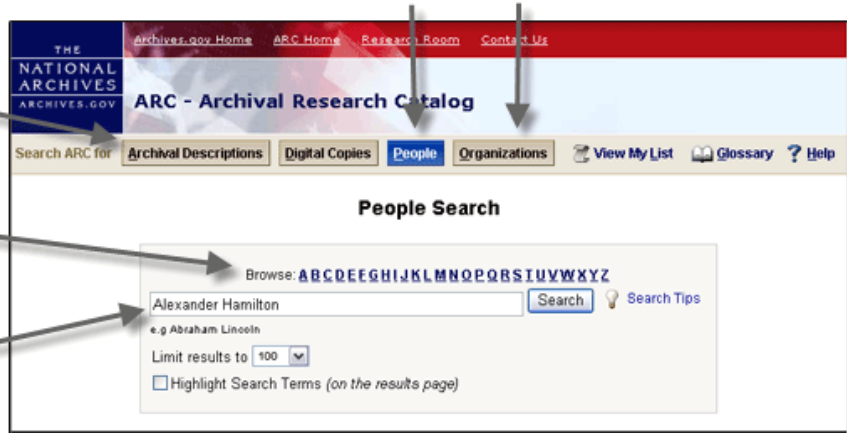 Archives.gov Home ARC Home Research Room Contact Us
THE
NATIONAL
ARCHIVES
ARCHIVES.GOV
ARC - Archival Research Catalog
Search ARC for Archival Descriptions Digital Copies People Organizations View My List Glossary ? Help
People Search
Browse: A B C D E F G H I J K L M N O P Q R S T U V W X Y Z
Alexander Hamilton Search Search Tips
e.g Abraham Lincoln
Limit results to 100
Highlight Search Terms (on the results page)